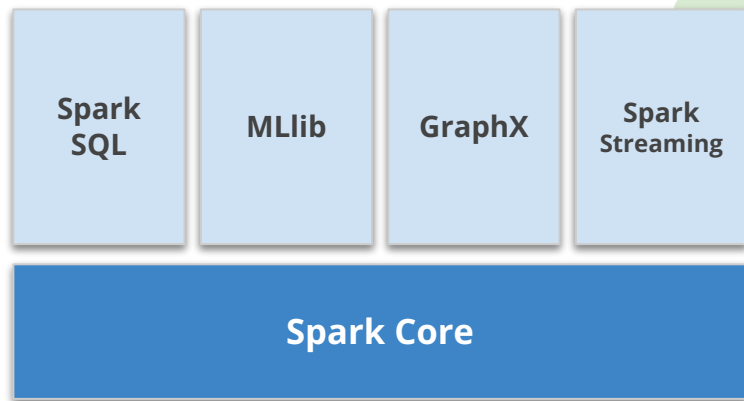 Spark
SQL
MLlib
GraphX
Spark
Streaming
Spark Core